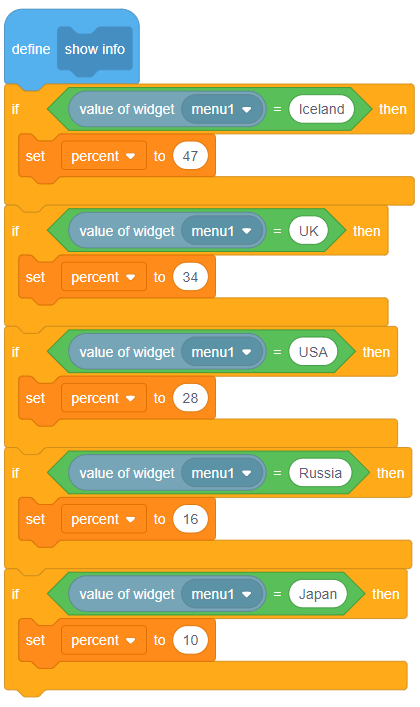 define show info
if value of widget menu1 = Iceland then
set percent to 47
if value of widget menu1 = UK then
set percent to 34
if value of widget menu1 = USA then
set percent to 28
if value of widget menu1 = Russia then
set percent to 16
if value of widget menu1 = Japan then
set percent to 10